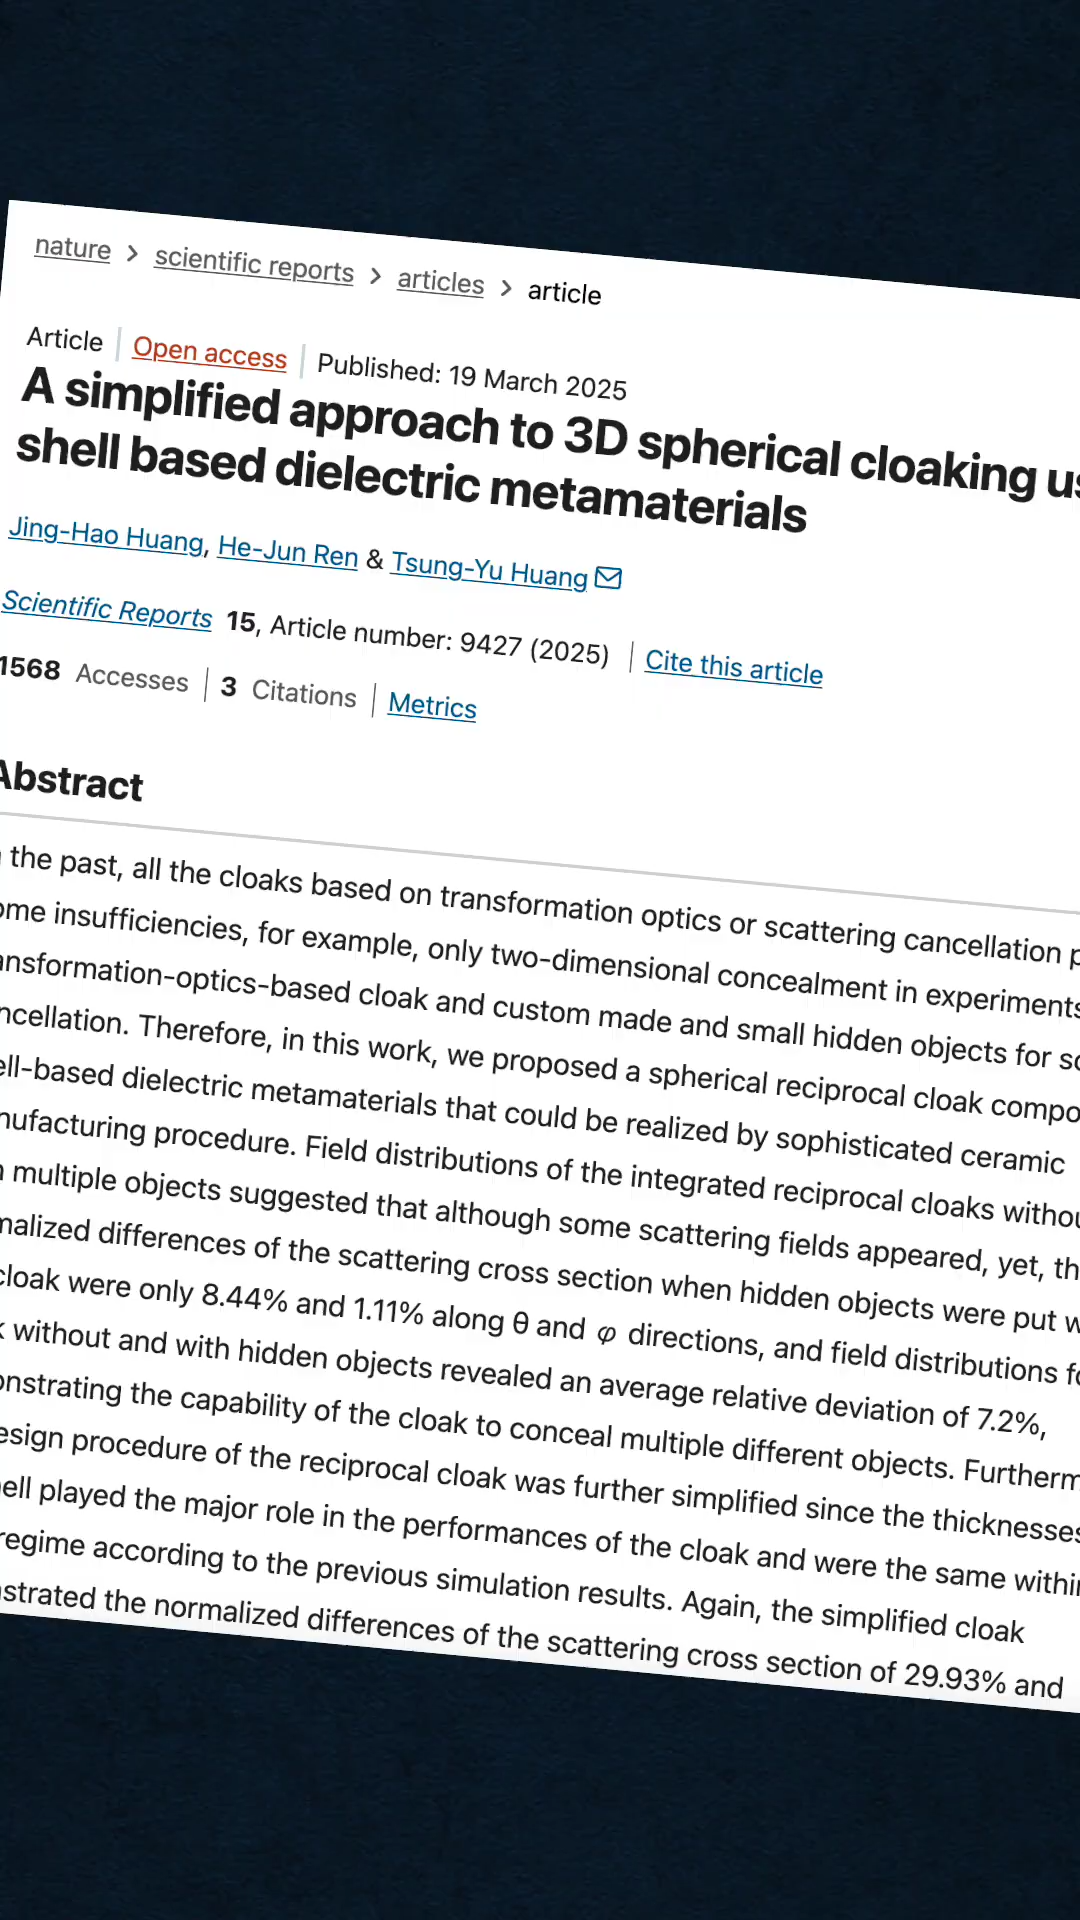 nature > scientific reports > articles > article
Article | Open access | Published: 19 March 2025
A simplified approach to 3D spherical cloaking
shell based dielectric metamaterials
Jing-Hao Huang, He-Jun Ren & Tsung-Yu Huang
Scientific Reports 15, Article number: 9427 (2025) | Cite this article
1568 Accesses | 3 Citations | Metrics
Abstract
the past, all the cloaks based on transformation optics or scattering cancellation
ome insufficiencies, for example, only two-dimensional concealment in experiments
ansformation-optics-based cloak and custom made and small hidden objects for
ncellation. Therefore, in this work, we proposed a spherical reciprocal cloak compo
ell-based dielectric metamaterials that could be realized by sophisticated ceramic
nufacturing procedure. Field distributions of the integrated reciprocal cloaks withou
multiple objects suggested that although some scattering fields appeared, yet, th
malized differences of the scattering cross section when hidden objects were put
cloak were only 8.44% and 1.11% along θ and φ directions, and field distributions
without and with hidden objects revealed an average relative deviation of 7.2%,
onstrating the capability of the cloak to conceal multiple different objects. Furtherm
esign procedure of the reciprocal cloak was further simplified since the thicknesses
ell played the major role in the performances of the cloak and were the same within
regime according to the previous simulation results. Again, the simplified cloak
strated the normalized differences of the scattering cross section of 29.93% and